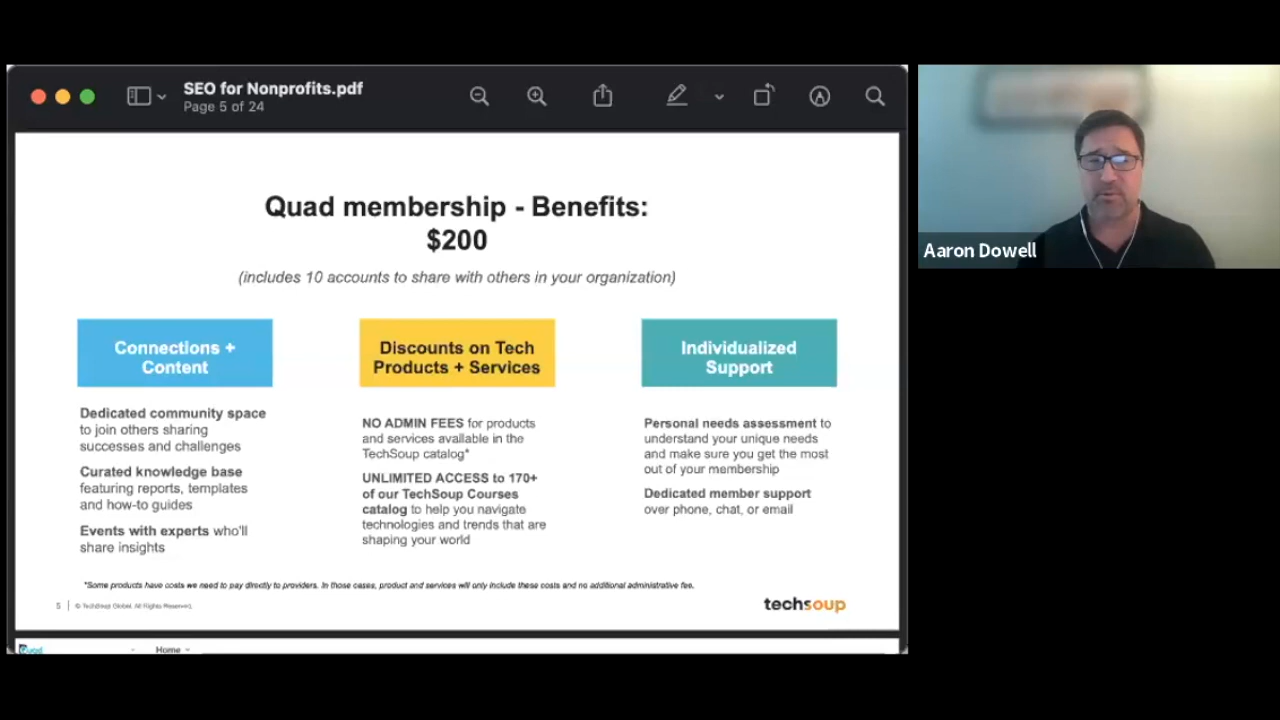 SEO for Nonprofits.pdf
Page 5 of 24
Quad membership - Benefits:
$200
(includes 10 accounts to share with others in your organization)
Connections +
Content
Dedicated community space
to join others sharing
successes and challenges
Curated knowledge base
featuring reports, templates
and how-to guides
Events with experts who'll
share insights
Discounts on Tech
Products + Services
NO ADMIN FEES for products
and services available in the
TechSoup catalog*
UNLIMITED ACCESS to 170+
of our TechSoup Courses
catalog to help you navigate
technologies and trends that are
shaping your world
Individualized
Support
Personal needs assessment to
understand your unique needs
and make sure you get the most
out of your membership
Dedicated member support
over phone, chat, or email
*Some products have costs we need to pay directly to providers. In those cases, product and services will only include these costs and no additional administrative fee.
5 | © TechSoup Global. All Rights Reserved.
techsoup
Quad
Home
Aaron Dowell